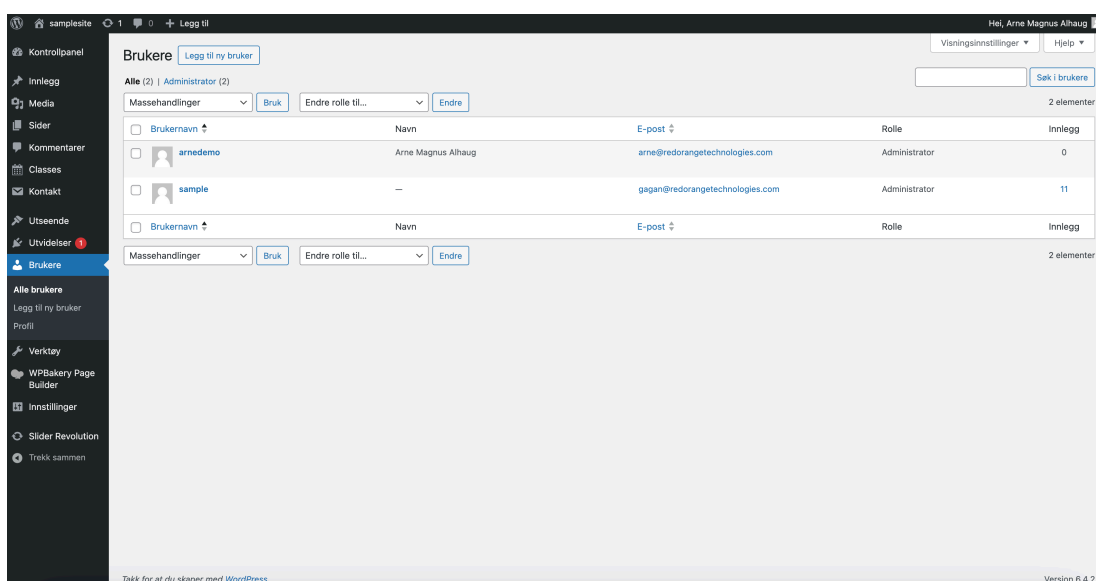 samplesite 1 0 Legg til Hei, Arne Magnus Alhaug
Visningsinnstillinger Hjelp
Kontrollpanel
Innlegg
Media
Sider
Kommentarer
Classes
Kontakt
Utseende
Utvidelser 1
Brukere
Alle brukere
Legg til ny bruker
Profil
Verktøy
WPBakery Page
Builder
Innstillinger
Slider Revolution
Trekk sammen
Brukere Legg til ny bruker
Alle (2) | Administrator (2)
Søk i brukere
Massehandlinger Bruk Endre rolle til... Endre 2 elementer
Brukernavn Navn E-post Rolle Innlegg
arnedemo Arne Magnus Alhaug arne@redorangetechnologies.com Administrator 0
sample — gagan@redorangetechnologies.com Administrator 11
Brukernavn Navn E-post Rolle Innlegg
Massehandlinger Bruk Endre rolle til... Endre 2 elementer
Takk for at du skaper med WordPress Version 6.4.2